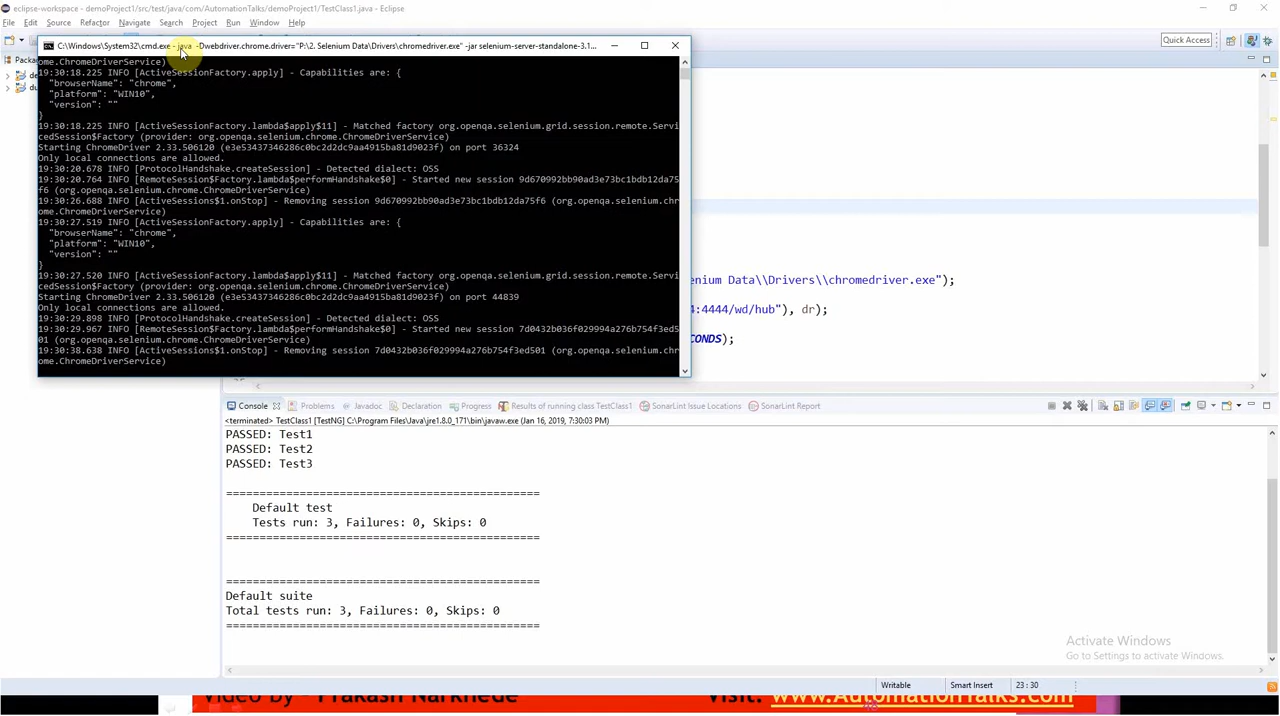 eclipse-workspace - demoProject1/src/test/java/com/AutomationTalks/TestClass1.java - Eclipse
File Edit Source Refactor Navigate Search Project Run Window Help
Quick Access
C:\Windows\System32\cmd.exe - java -Dwebdriver.chrome.driver="P:\2. Selenium Data\Drivers\chromedriver.exe" -jar selenium-server-standalone-3.1...
ome.ChromeDriverService)
19:30:18.225 INFO [ActiveSessionFactory.apply] - Capabilities are: {
"browserName": "chrome",
"platform": "WIN10",
"version": ""
}
19:30:18.225 INFO [ActiveSessionFactory.lambda$apply$11] - Matched factory org.openqa.selenium.grid.session.remote.Servi
cedSession$Factory (provider: org.openqa.selenium.chrome.ChromeDriverService)
Starting ChromeDriver 2.33.506120 (e3e53437346286c0bc2d2dc9aa4915ba81d9023f) on port 36324
Only local connections are allowed.
19:30:20.678 INFO [ProtocolHandshake.createSession] - Detected dialect: OSS
19:30:20.764 INFO [RemoteSession$Factory.lambda$performHandshake$0] - Started new session 9d670992bb90ad3e73bc1bdb12da75
f6 (org.openqa.selenium.chrome.ChromeDriverService)
19:30:26.688 INFO [ActiveSessions$1.onStop] - Removing session 9d670992bb90ad3e73bc1bdb12da75f6 (org.openqa.selenium.chr
ome.ChromeDriverService)
19:30:27.519 INFO [ActiveSessionFactory.apply] - Capabilities are: {
"browserName": "chrome",
"platform": "WIN10",
"version": ""
}
19:30:27.520 INFO [ActiveSessionFactory.lambda$apply$11] - Matched factory org.openqa.selenium.grid.session.remote.Servi
cedSession$Factory (provider: org.openqa.selenium.chrome.ChromeDriverService)
Starting ChromeDriver 2.33.506120 (e3e53437346286c0bc2d2dc9aa4915ba81d9023f) on port 44839
Only local connections are allowed.
19:30:29.898 INFO [ProtocolHandshake.createSession] - Detected dialect: OSS
19:30:29.967 INFO [RemoteSession$Factory.lambda$performHandshake$0] - Started new session 7d0432b036f029994a276b754f3ed5
01 (org.openqa.selenium.chrome.ChromeDriverService)
19:30:38.638 INFO [ActiveSessions$1.onStop] - Removing session 7d0432b036f029994a276b754f3ed501 (org.openqa.selenium.chr
ome.ChromeDriverService)
enium Data\\Drivers\\chromedriver.exe");
4:4444/wd/hub"), dr);
CONDS);
Console Problems Javadoc Declaration Progress Results of running class TestClass1 SonarLint Issue Locations SonarLint Report
<terminated> TestClass1 [TestNG] C:\Program Files\Java\jre1.8.0_171\bin\javaw.exe (Jan 16, 2019, 7:30:03 PM)
PASSED: Test1
PASSED: Test2
PASSED: Test3
===============================================
Default test
Tests run: 3, Failures: 0, Skips: 0
===============================================
===============================================
Default suite
Total tests run: 3, Failures: 0, Skips: 0
===============================================
Activate Windows
Go to Settings to activate Windows.
Writable Smart Insert 23 : 30
Video by - Prakash Narkhede Visit: www.AutomationTalks.com